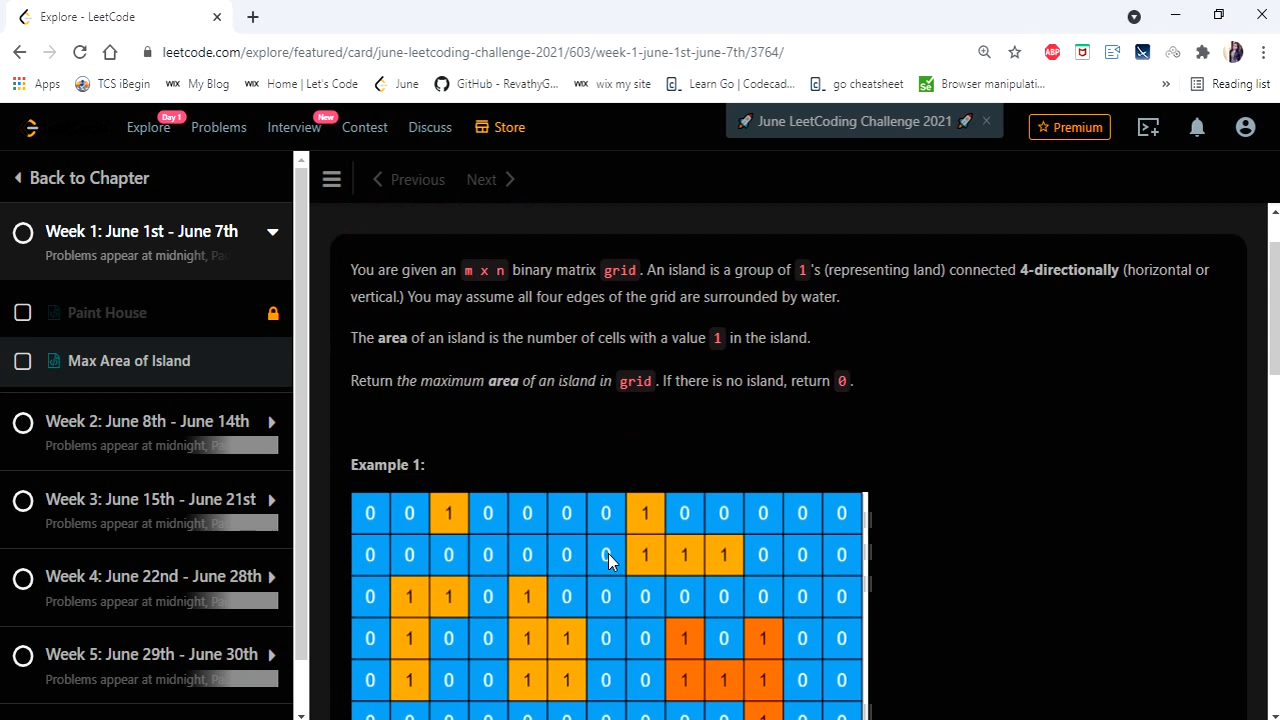 Explore - LeetCode
leetcode.com/explore/featured/card/june-leetcoding-challenge-2021/603/week-1-june-1st-june-7th/3764/
ABP
Apps TCS iBegin WIX My Blog WIX Home | Let's Code June GitHub - RevathyG... WIX wix my site Learn Go | Codecad... go cheatsheet Se Browser manipulati... » Reading list
Day 1 New
Explore Problems Interview Contest Discuss Store June LeetCoding Challenge 2021 Premium
Back to Chapter
Previous Next
Week 1: June 1st - June 7th
Problems appear at midnight,
Paint House
Max Area of Island
Week 2: June 8th - June 14th
Problems appear at midnight,
Week 3: June 15th - June 21st
Problems appear at midnight,
Week 4: June 22nd - June 28th
Problems appear at midnight,
Week 5: June 29th - June 30th
Problems appear at midnight,
You are given an m x n binary matrix grid. An island is a group of 1's (representing land) connected 4-directionally (horizontal or
vertical.) You may assume all four edges of the grid are surrounded by water.
The area of an island is the number of cells with a value 1 in the island.
Return the maximum area of an island in grid. If there is no island, return 0.
Example 1:
0 0 1 0 0 0 0 1 0 0 0 0 0
0 0 0 0 0 0 0 1 1 1 0 0 0
0 1 1 0 1 0 0 0 0 0 0 0 0
0 1 0 0 1 1 0 0 1 0 1 0 0
0 1 0 0 1 1 0 0 1 1 1 0 0